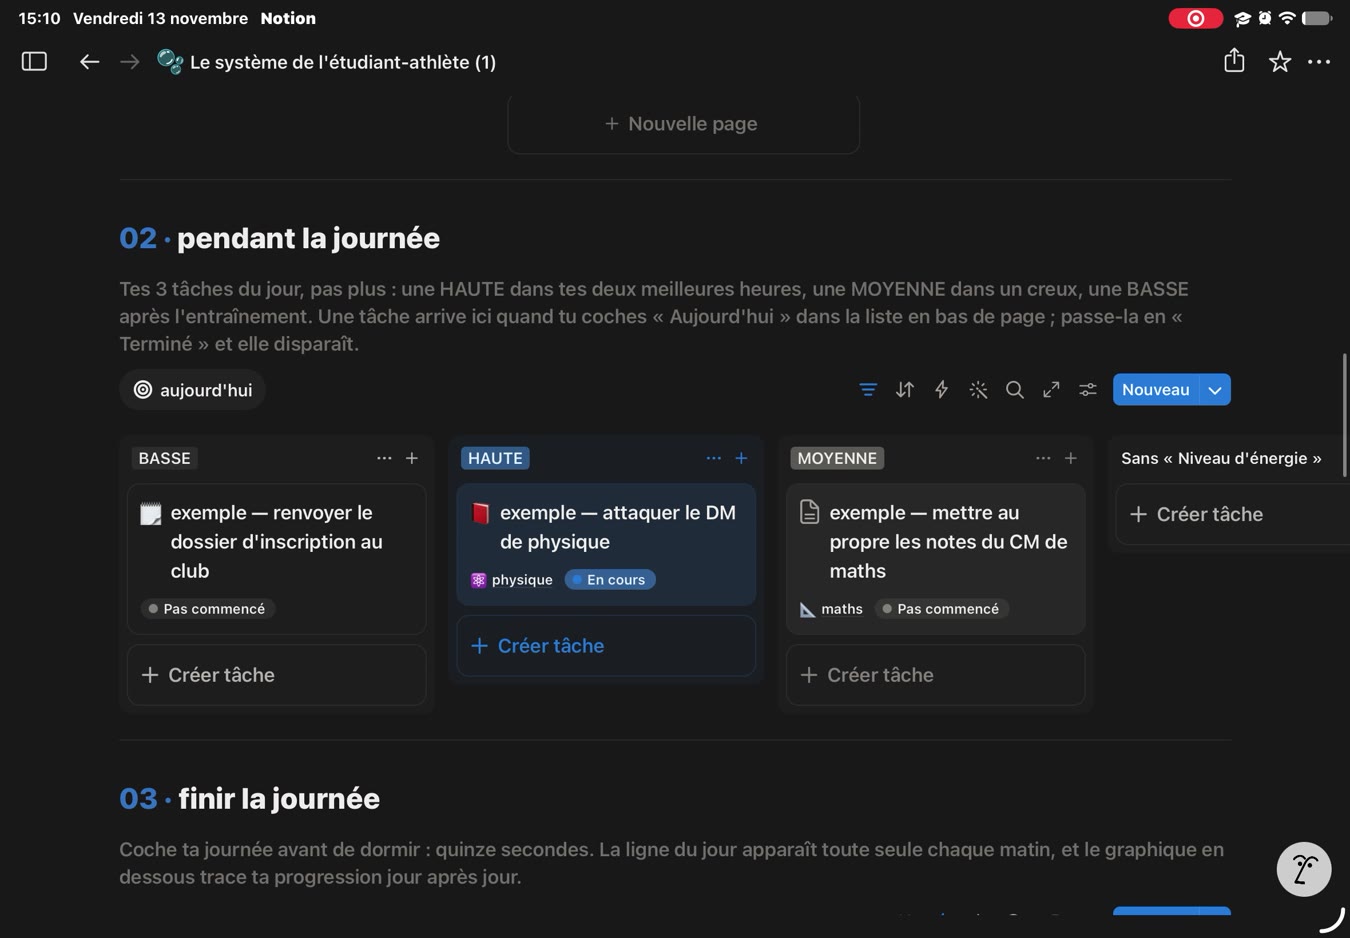 15:10 Vendredi 13 novembre Notion
Le système de l'étudiant-athlète (1)
+ Nouvelle page
02 · pendant la journée
Tes 3 tâches du jour, pas plus : une HAUTE dans tes deux meilleures heures, une MOYENNE dans un creux, une BASSE
après l'entraînement. Une tâche arrive ici quand tu coches « Aujourd'hui » dans la liste en bas de page ; passe-la en «
Terminé » et elle disparaît.
aujourd'hui
Nouveau
BASSE
exemple — renvoyer le
dossier d'inscription au
club
Pas commencé
+ Créer tâche
HAUTE
exemple — attaquer le DM
de physique
physique En cours
+ Créer tâche
MOYENNE
exemple — mettre au
propre les notes du CM de
maths
maths Pas commencé
+ Créer tâche
Sans « Niveau d'énergie »
+ Créer tâche
03 · finir la journée
Coche ta journée avant de dormir : quinze secondes. La ligne du jour apparaît toute seule chaque matin, et le graphique en
dessous trace ta progression jour après jour.